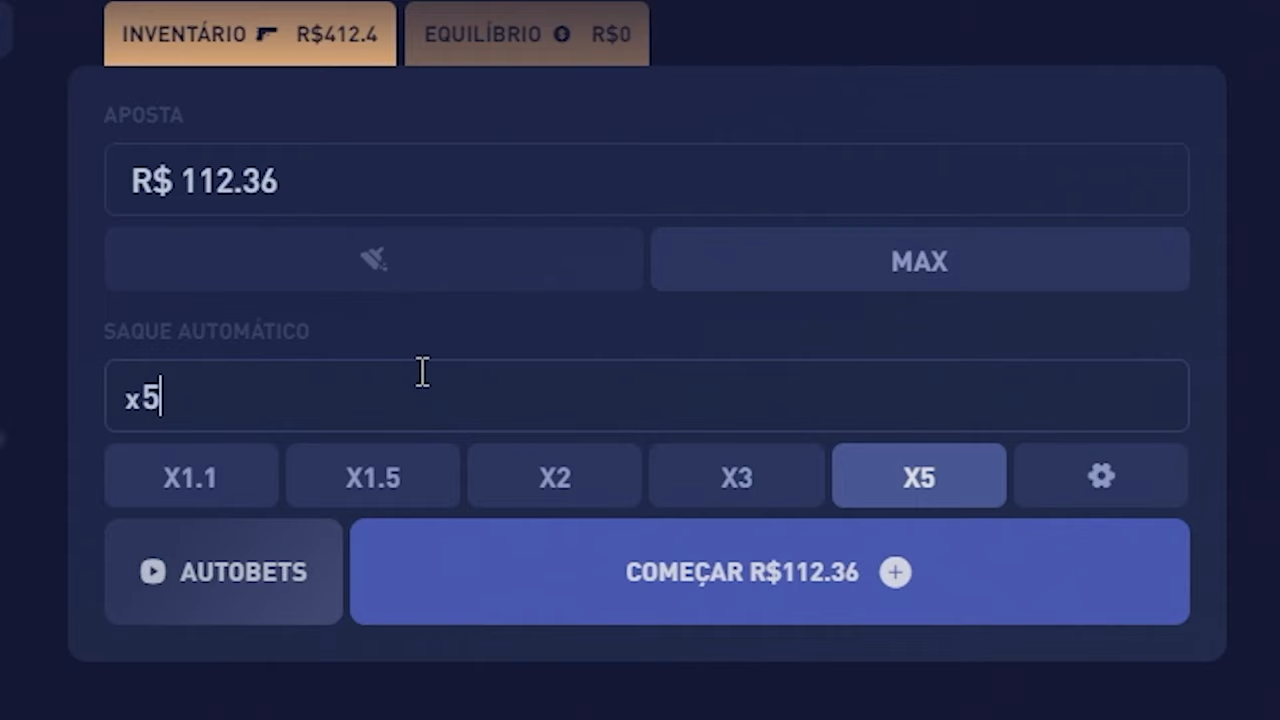 INVENTÁRIO R$412.4
EQUILÍBRIO R$0
APOSTA
R$ 112.36
MAX
SAQUE AUTOMÁTICO
x5
X1.1 X1.5 X2 X3 X5
AUTOBETS
COMEÇAR R$112.36